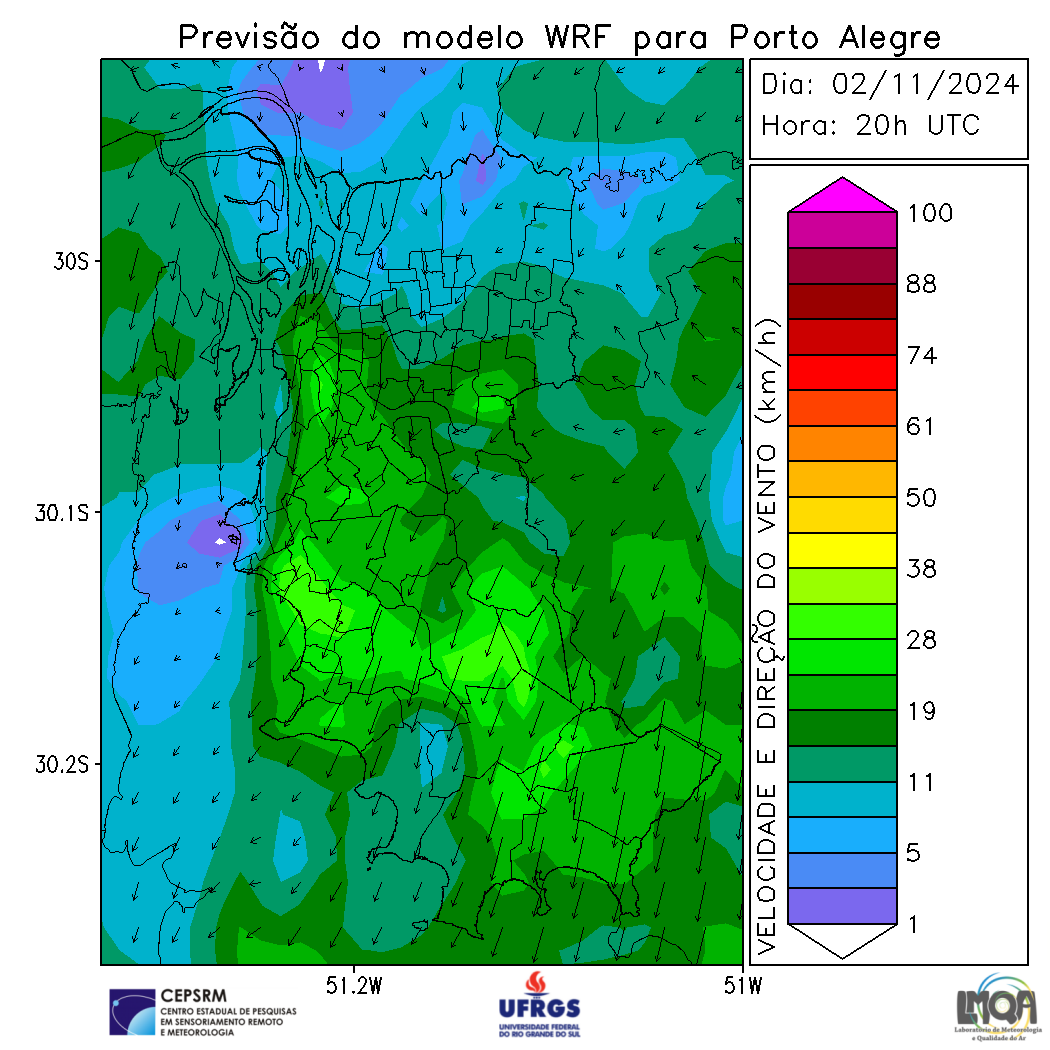 Previsão do modelo WRF para Porto Alegre
Dia: 02/11/2024
Hora: 20h UTC
30S
30.1S
30.2S
51.2W
51W
VELOCIDADE E DIREÇÃO DO VENTO (km/h)
100
88
74
61
50
38
28
19
11
5
1
CEPSRM
CENTRO ESTADUAL DE PESQUISAS
EM SENSORIAMENTO REMOTO
E METEOROLOGIA
UFRGS
UNIVERSIDADE FEDERAL
DO RIO GRANDE DO SUL
LMQA
Laboratório de Meteorologia
e Qualidade do Ar